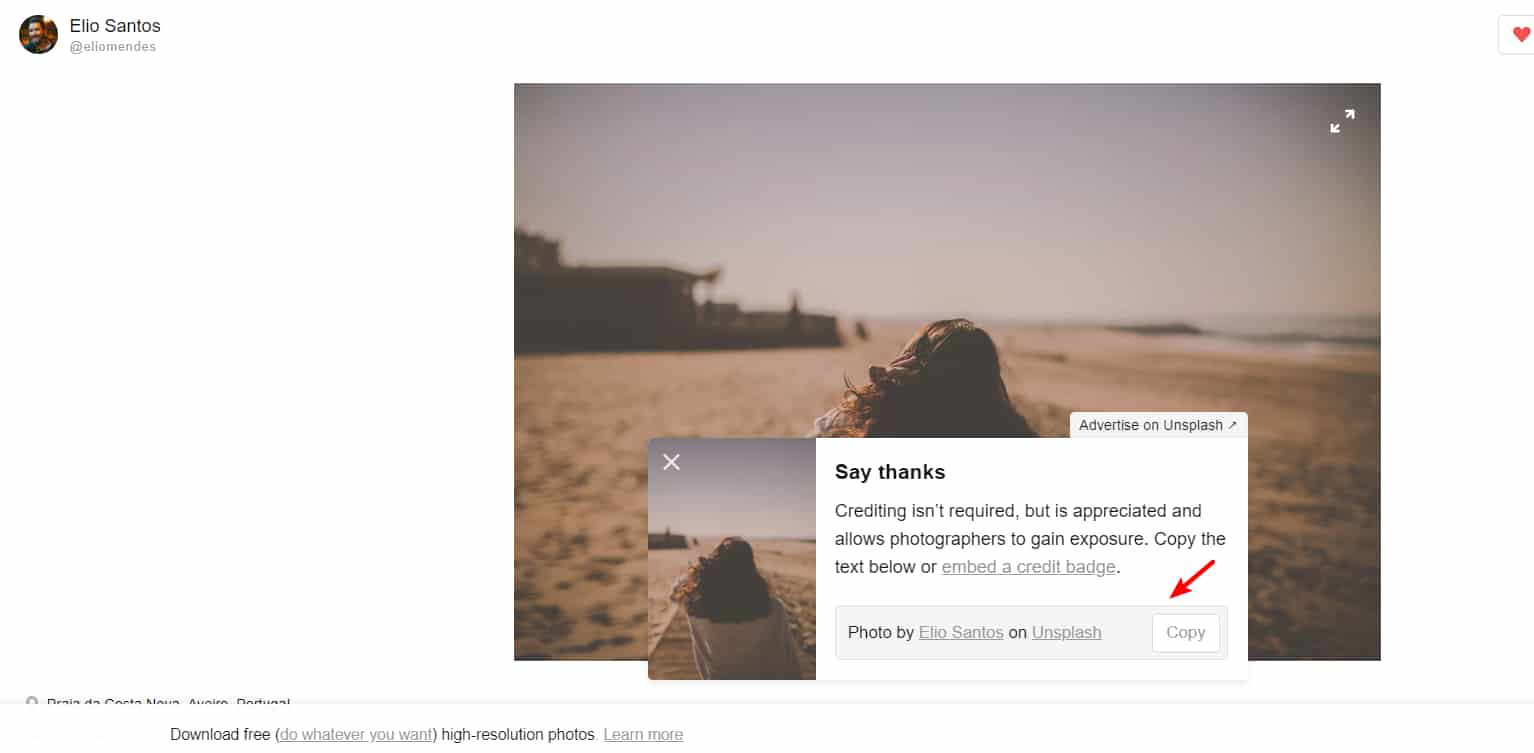 Elio Santos
@eliomendes
Advertise on Unsplash ↗
Say thanks
Crediting isn’t required, but is appreciated and
allows photographers to gain exposure. Copy the
text below or embed a credit badge.
Photo by Elio Santos on Unsplash
Copy
Praia da Costa Nova, Aveiro, Portugal
Download free (do whatever you want) high-resolution photos. Learn more